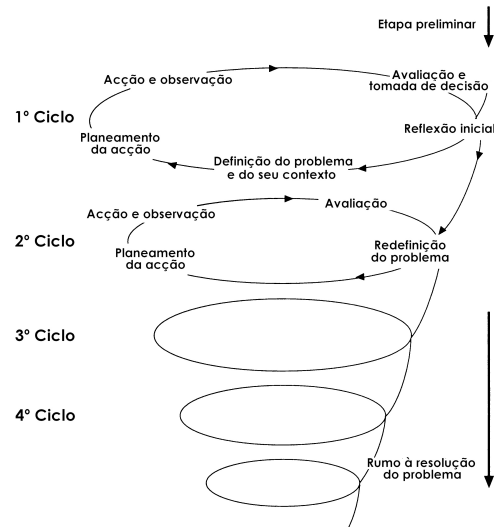 Etapa preliminar
Acção e observação
Avaliação e
tomada de decisão
1º Ciclo
Reflexão inicial
Planeamento
da acção
Definição do problema
e do seu contexto
Acção e observação
Avaliação
2º Ciclo
Planeamento
da acção
Redefinição
do problema
3º Ciclo
4º Ciclo
Rumo à resolução
do problema